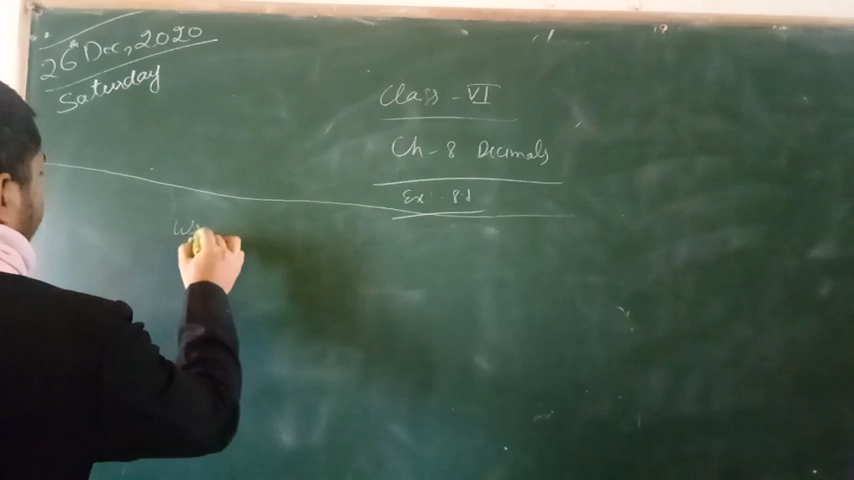 26th Dec, 2020
Saturday
Class - VI
Ch - 8 Decimals
Ex: 8.1